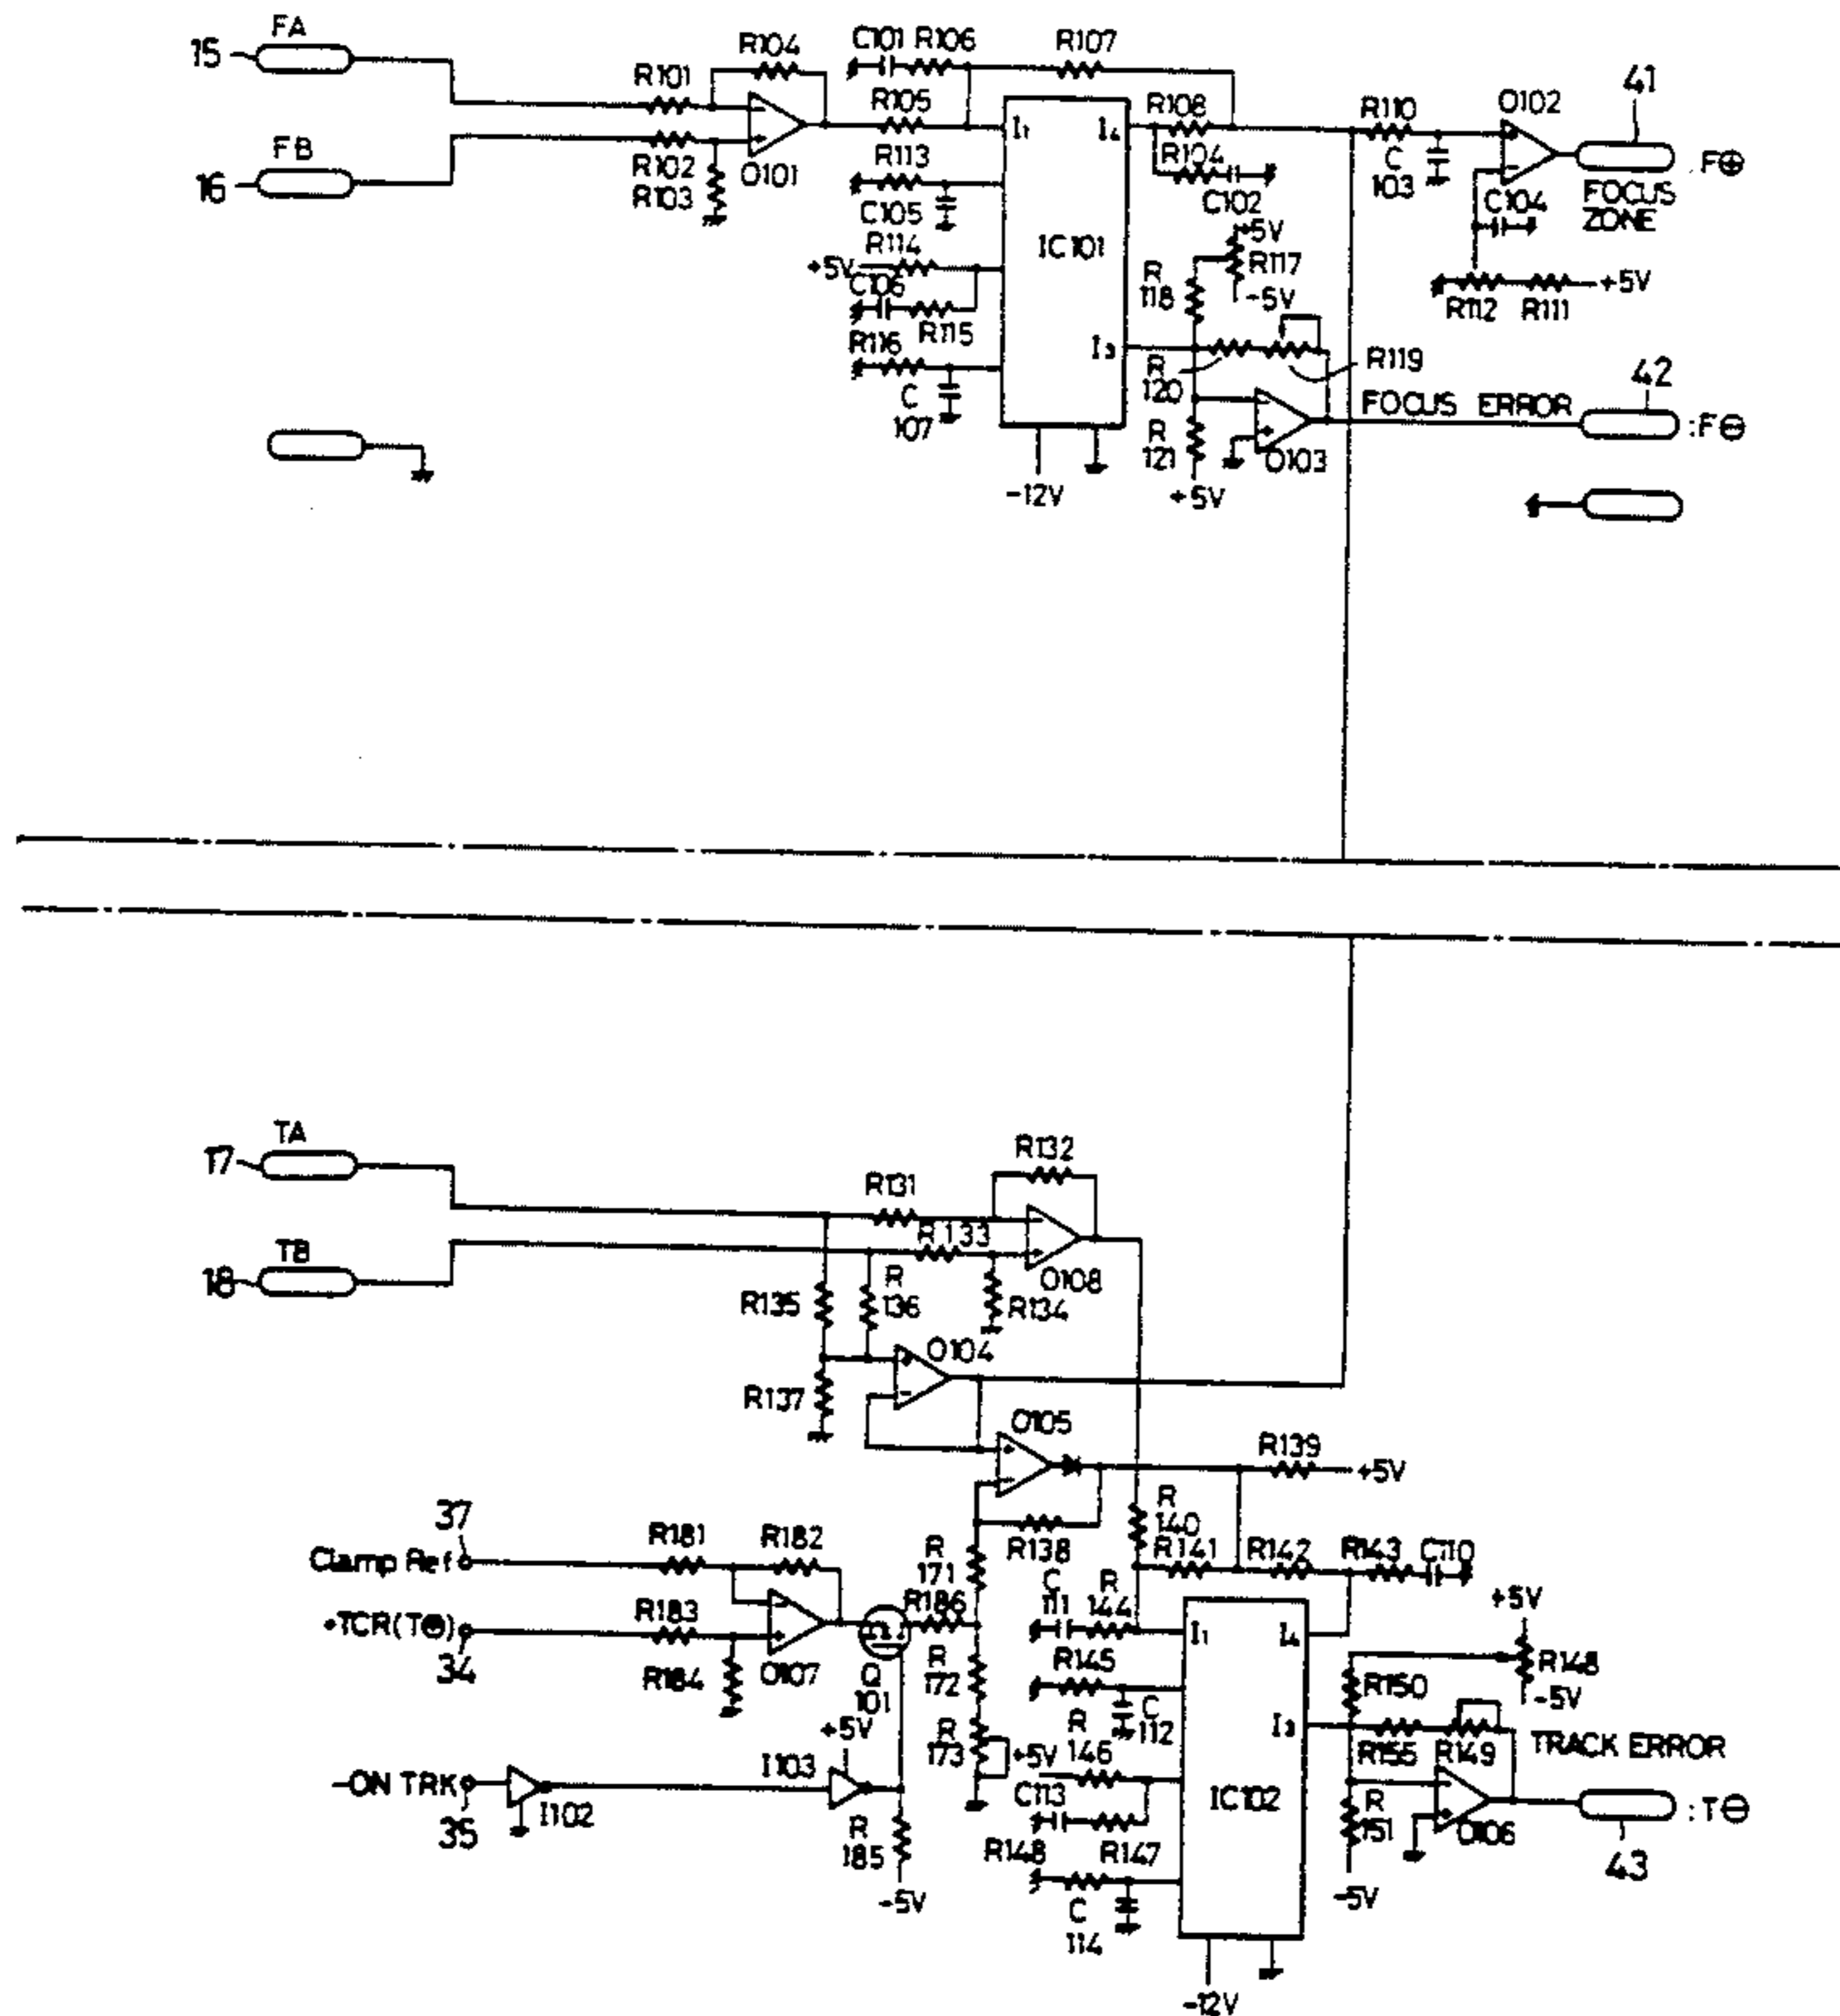 15 FA
R101
R104
C101 R106
R107
16 FB
R102
R103
O101
R105
R113
C105
R114
+5V
C106
R115
R116
C
107
I1
I4
IC101
I3
-12V
R108
R104
C102
R110
C
103
O102
41
F⊕
FOCUS
ZONE
C104
R112 R111
+5V
+5V
R117
-5V
R
118
R
120
R119
R
121
+5V
O103
FOCUS ERROR
42
:F⊖
17 TA
18 TB
R131
R132
R133
O108
R134
R135
R
136
R137
O104
O105
R139
+5V
R138
R
140
R141
R142
R143
C110
37
Clamp Ref
R181
R182
+TCR(T⊕)
34
R183
R184
O107
Q
101
R
171
R186
R
172
R
173
-ON TRK
35
I102
I103
+5V
R
185
-5V
C
111
R
144
R145
C
112
R
146
+5V
C113
R147
R148
C
114
I1
I4
I3
IC102
-12V
+5V
R148
-5V
R150
R155
R149
R
151
-5V
O106
TRACK ERROR
43
:T⊖